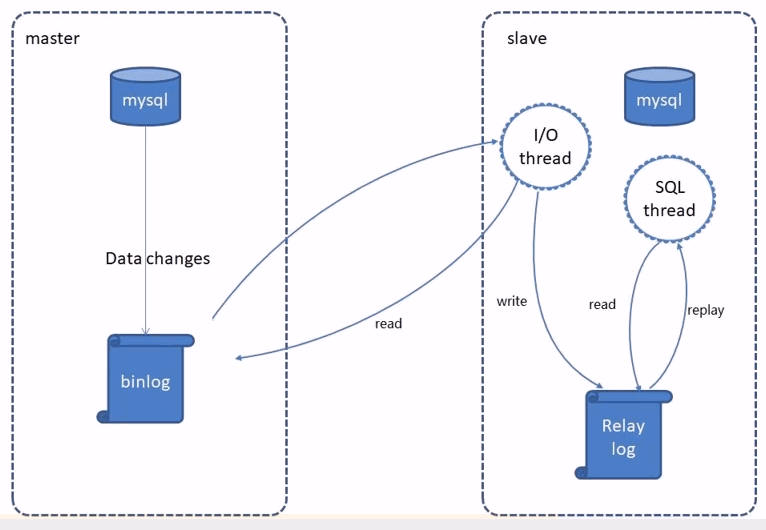 master
slave
mysql
mysql
I/O
thread
SQL
thread
Data changes
write
read
replay
read
binlog
Relay
log